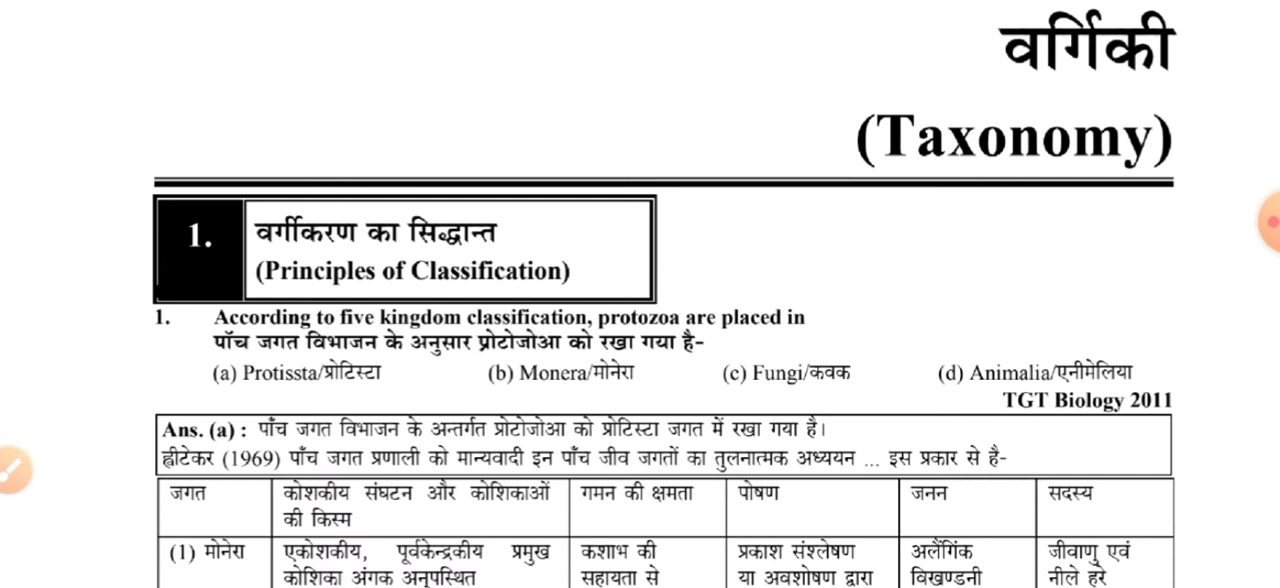 वर्गिकी
(Taxonomy)
1. वर्गीकरण का सिद्धान्त
(Principles of Classification)
1. According to five kingdom classification, protozoa are placed in
पाँच जगत विभाजन के अनुसार प्रोटोजोआ को रखा गया है-
(a) Protissta/प्रोटिस्टा (b) Monera/मोनेरा (c) Fungi/कवक (d) Animalia/एनीमेलिया
TGT Biology 2011
Ans. (a) : पाँच जगत विभाजन के अन्तर्गत प्रोटोजोआ को प्रोटिस्टा जगत में रखा गया है।
ह्वीटेकर (1969) पाँच जगत प्रणाली को मान्यवादी इन पाँच जीव जगतों का तुलनात्मक अध्ययन ... इस प्रकार से है-
जगत कोशकीय संघटन और कोशिकाओं गमन की क्षमता पोषण जनन सदस्य
की किस्म
(1) मोनेरा एकोशकीय, पूर्वकेन्द्रकीय प्रमुख कशाभ की प्रकाश संश्लेषण अलैंगिक जीवाणु एवं
कोशिका अंगक अनुपस्थित सहायता से या अवशोषण द्वारा विखण्डनी नीले हरे